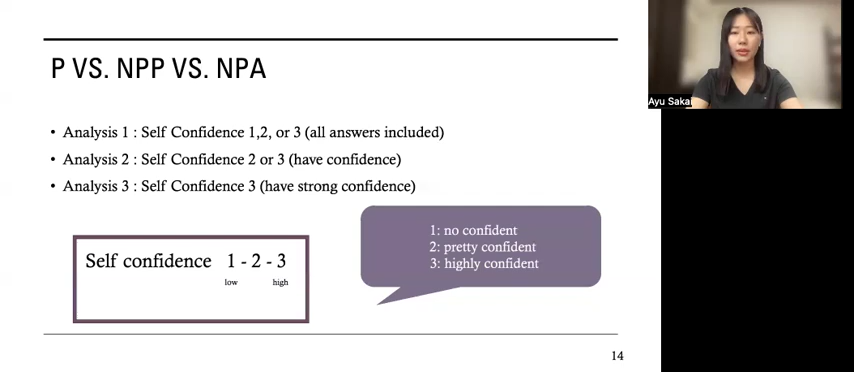 P VS. NPP VS. NPA
• Analysis 1 : Self Confidence 1,2, or 3 (all answers included)
• Analysis 2 : Self Confidence 2 or 3 (have confidence)
• Analysis 3 : Self Confidence 3 (have strong confidence)
Self confidence 1 - 2 - 3
low high
1: no confident
2: pretty confident
3: highly confident
14
Ayu Sakai